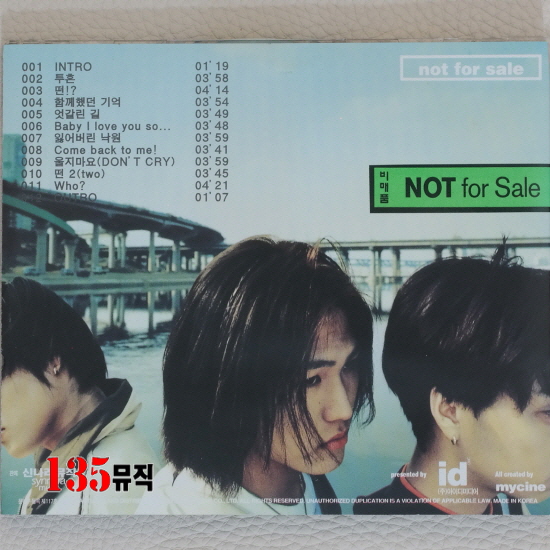 001 INTRO 01'19
002 투혼 03'58
003 떤!? 04'14
004 함께했던 기억 03'54
005 엇갈린 길 03'49
006 Baby I love you so... 03'48
007 잃어버린 낙원 03'59
008 Come back to me! 03'41
009 울지마요(DON'T CRY) 03'59
010 떤 2(two) 03'45
011 Who? 04'21
01'07
not for sale
비매품
NOT for Sale
135뮤직
presented by
id
All created by
mycine
RESERVED. UNAUTHORIZED DUPLICATION IS A VIOLATION OF APPLICABLE LAW. MADE IN KOREA